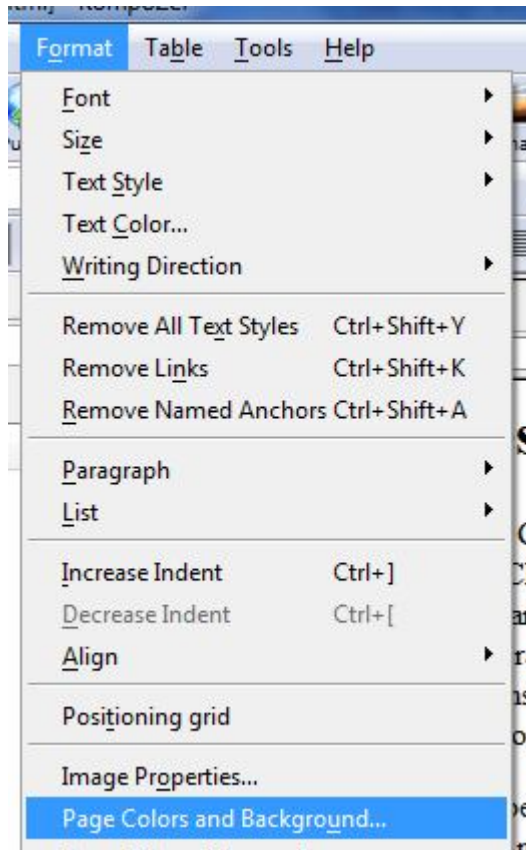 Format Table Tools Help
Font
Size
Text Style
Text Color...
Writing Direction
Remove All Text Styles Ctrl+Shift+Y
Remove Links Ctrl+Shift+K
Remove Named Anchors Ctrl+Shift+A
Paragraph
List
Increase Indent Ctrl+]
Decrease Indent Ctrl+[
Align
Positioning grid
Image Properties...
Page Colors and Background...